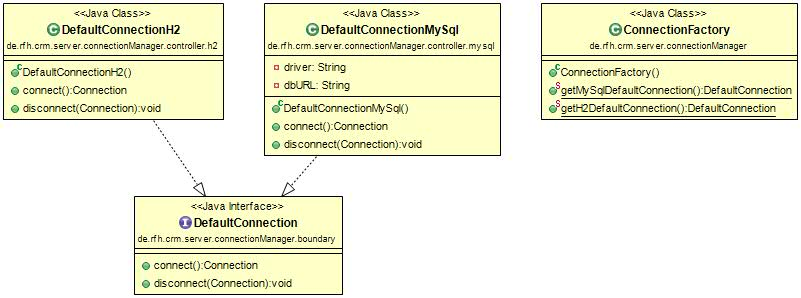 <<Java Class>>
DefaultConnectionH2
de.rfh.crm.server.connectionManager.controller.h2
DefaultConnectionH2()
connect():Connection
disconnect(Connection):void
<<Java Class>>
DefaultConnectionMySql
de.rfh.crm.server.connectionManager.controller.mysql
driver: String
dbURL: String
DefaultConnectionMySql()
connect():Connection
disconnect(Connection):void
<<Java Class>>
ConnectionFactory
de.rfh.crm.server.connectionManager
ConnectionFactory()
getMySqlDefaultConnection():DefaultConnection
getH2DefaultConnection():DefaultConnection
<<Java Interface>>
DefaultConnection
de.rfh.crm.server.connectionManager.boundary
connect():Connection
disconnect(Connection):void